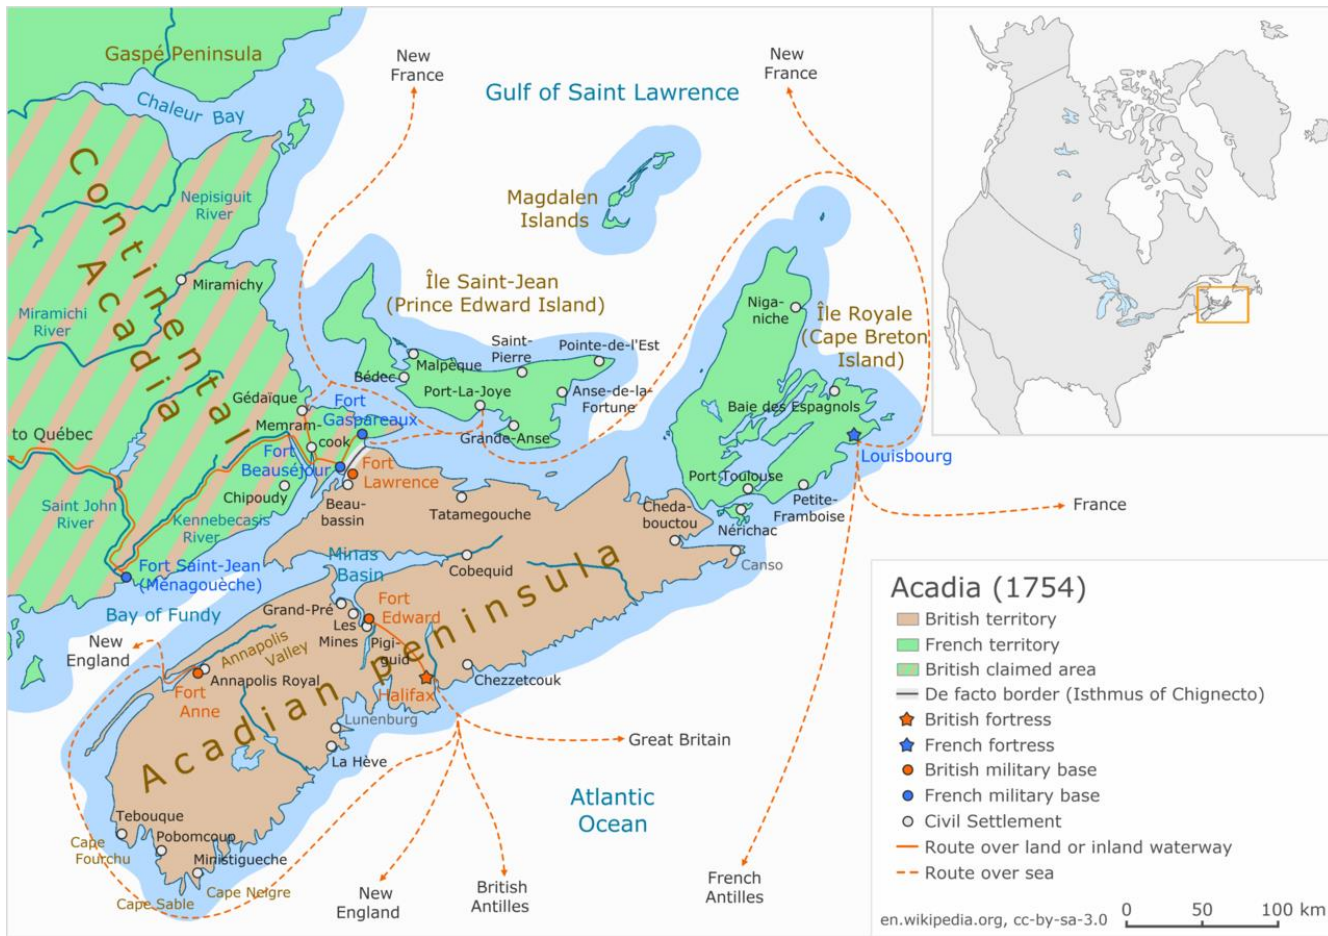 Gaspé Peninsula
New
France
New
France
Gulf of Saint Lawrence
Chaleur Bay
Continental
Acadia
Nepisiguit
River
Magdalen
Islands
Miramichy
Île Saint-Jean
(Prince Edward Island)
Niga-
niche
Île Royale
(Cape Breton
Island)
Miramichi
River
Saint-
Pierre
Pointe-de-l'Est
Malpeque
Bédec
Port-La-Joye
Anse-de-la-
Fortune
Gédaïque
Fort
Gaspareaux
Baie des Espagnols
Memram-
cook
Grande-Anse
to Québec
Fort
Beauséjour
Fort
Lawrence
Louisbourg
Port Toulouse
Chipoudy
Petite-
Framboise
Saint John
River
Beau-
bassin
Tatamegouche
Cheda-
bouctou
France
Kennebecasis
River
Nérichac
Minas
Basin
Cobequid
Canso
Fort Saint-Jean
(Menagouèche)
Acadian peninsula
Bay of Fundy
Grand-Pré
Fort
Edward
Les
Mines
Pigi-
guid
New
England
Annapolis
Valley
Annapolis Royal
Chezzetcouk
Fort
Anne
Halifax
Lunenburg
Great Britain
La Hève
Atlantic
Ocean
Tebouque
Pobomcoup
Cape
Fourchu
Ministigueche
Cape Negre
Cape Sable
New
England
British
Antilles
French
Antilles
Acadia (1754)
British territory
French territory
British claimed area
De facto border (Isthmus of Chignecto)
British fortress
French fortress
British military base
French military base
Civil Settlement
Route over land or inland waterway
Route over sea
en.wikipedia.org, cc-by-sa-3.0
0 50 100 km